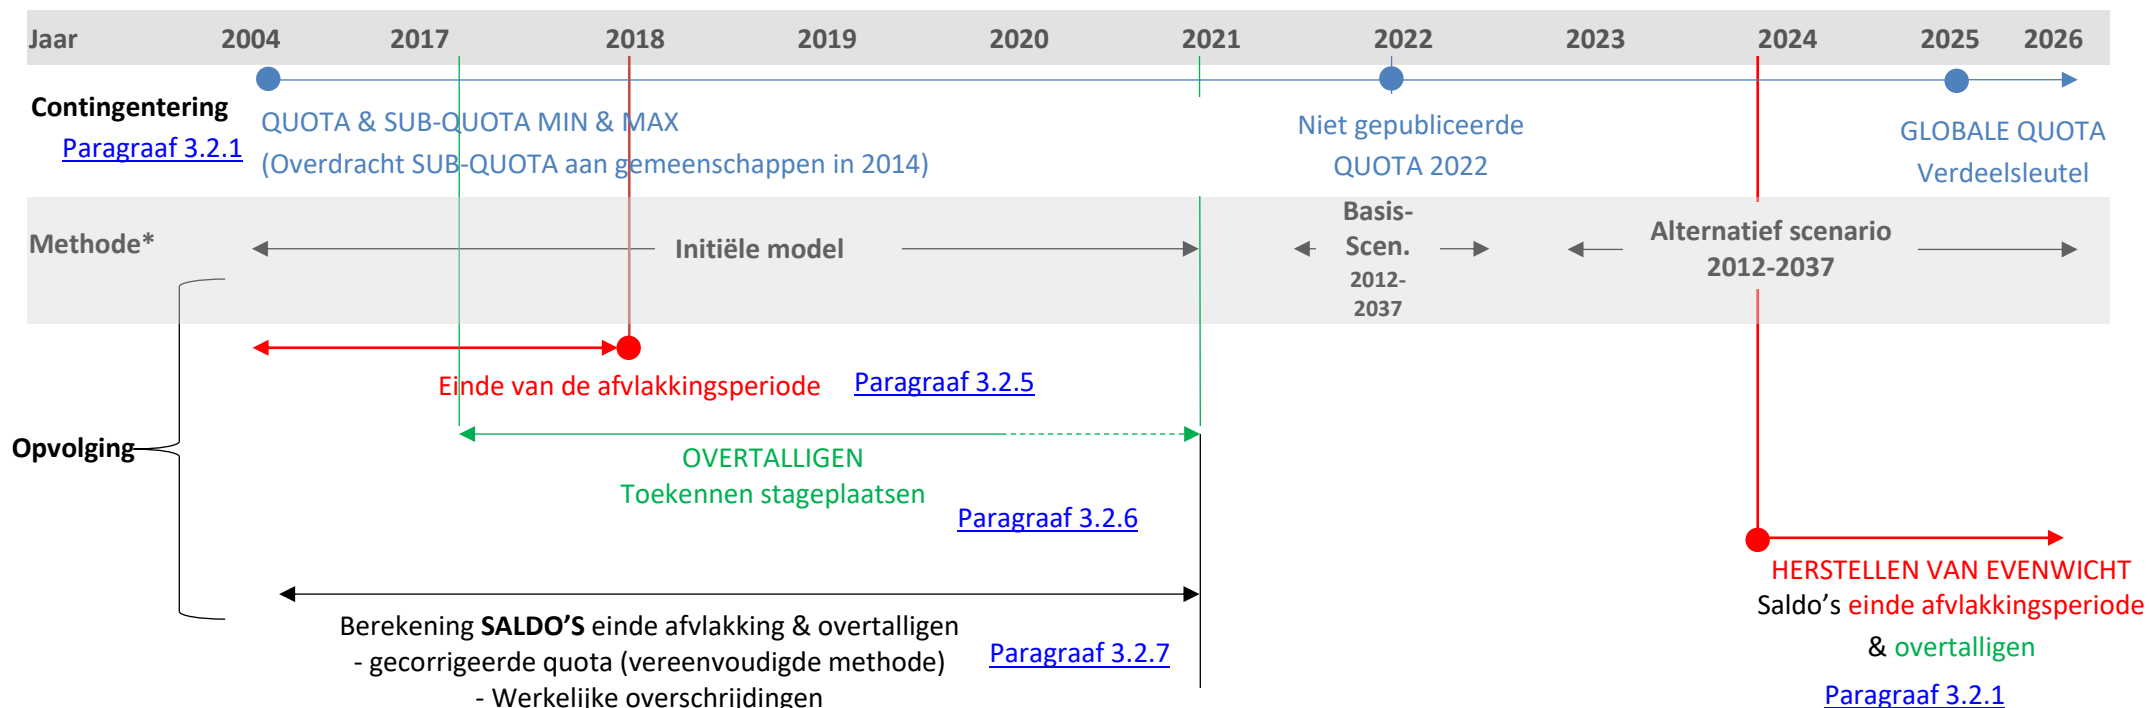 Jaar 2004 2017 2018 2019 2020 2021 2022 2023 2024 2025 2026
Contingentering
Paragraaf 3.2.1
QUOTA & SUB-QUOTA MIN & MAX
(Overdracht SUB-QUOTA aan gemeenschappen in 2014)
Niet gepubliceerde
QUOTA 2022
GLOBALE QUOTA
Verdeelsleutel
Methode*
Initiële model
Basis-
Scen.
2012-
2037
Alternatief scenario
2012-2037
Opvolging
Einde van de afvlakkingsperiode
Paragraaf 3.2.5
OVERTALLIGEN
Toekennen stageplaatsen
Paragraaf 3.2.6
Berekening SALDO’S einde afvlakking & overtalligen
- gecorrigeerde quota (vereenvoudigde methode)
- Werkelijke overschrijdingen
Paragraaf 3.2.7
HERSTELLEN VAN EVENWICHT
Saldo’s einde afvlakkingsperiode
& overtalligen
Paragraaf 3.2.1